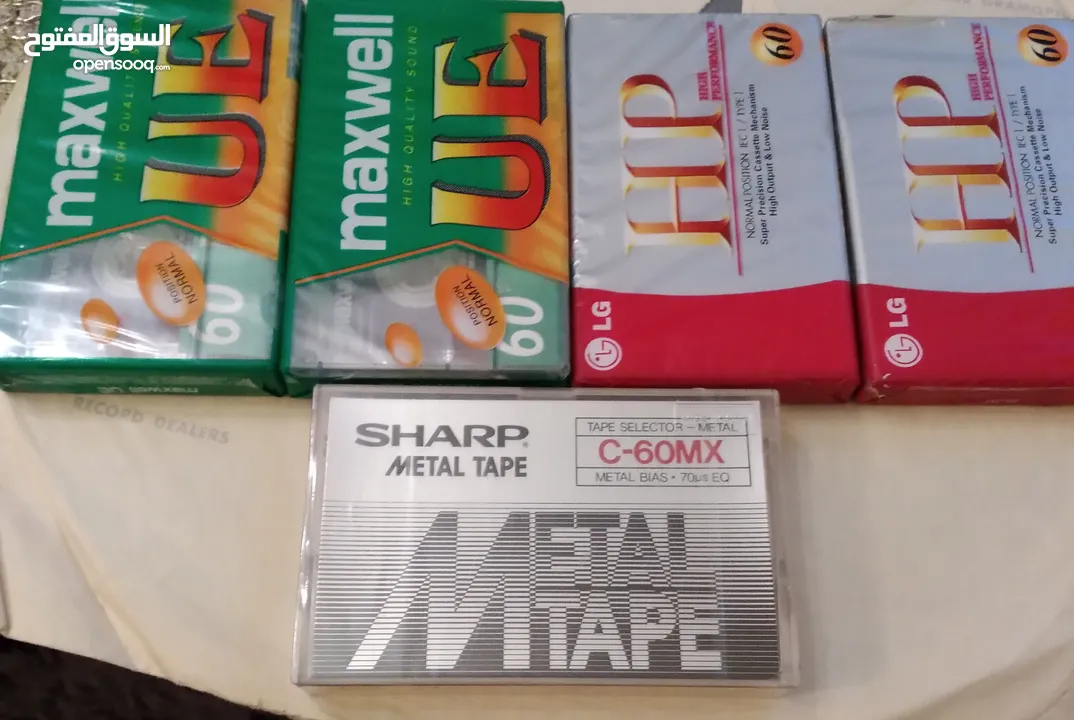 السوق المفتوح
opensooq.com
maxwell
HIGH QUALITY
UE
POSITION
NORMAL
60
maxwell UE
maxwell
HIGH QUALITY SOUND
UE
POSITION
NORMAL
60
HP
HIGH
PERFORMANCE
60
NORMAL POSITION IEC I / TYPE I
Super Precision Cassette Mechanism
High Output & Low Noise
LG
HP
HIGH
PERFORMANCE
60
NORMAL POSITION IEC I / TYPE I
Super Precision Cassette Mechanism
High Output & Low Noise
LG
RECORD DEALERS
SHARP
METAL TAPE
TAPE SELECTOR – METAL
C-60MX
METAL BIAS • 70µs EQ
METAL
TAPE